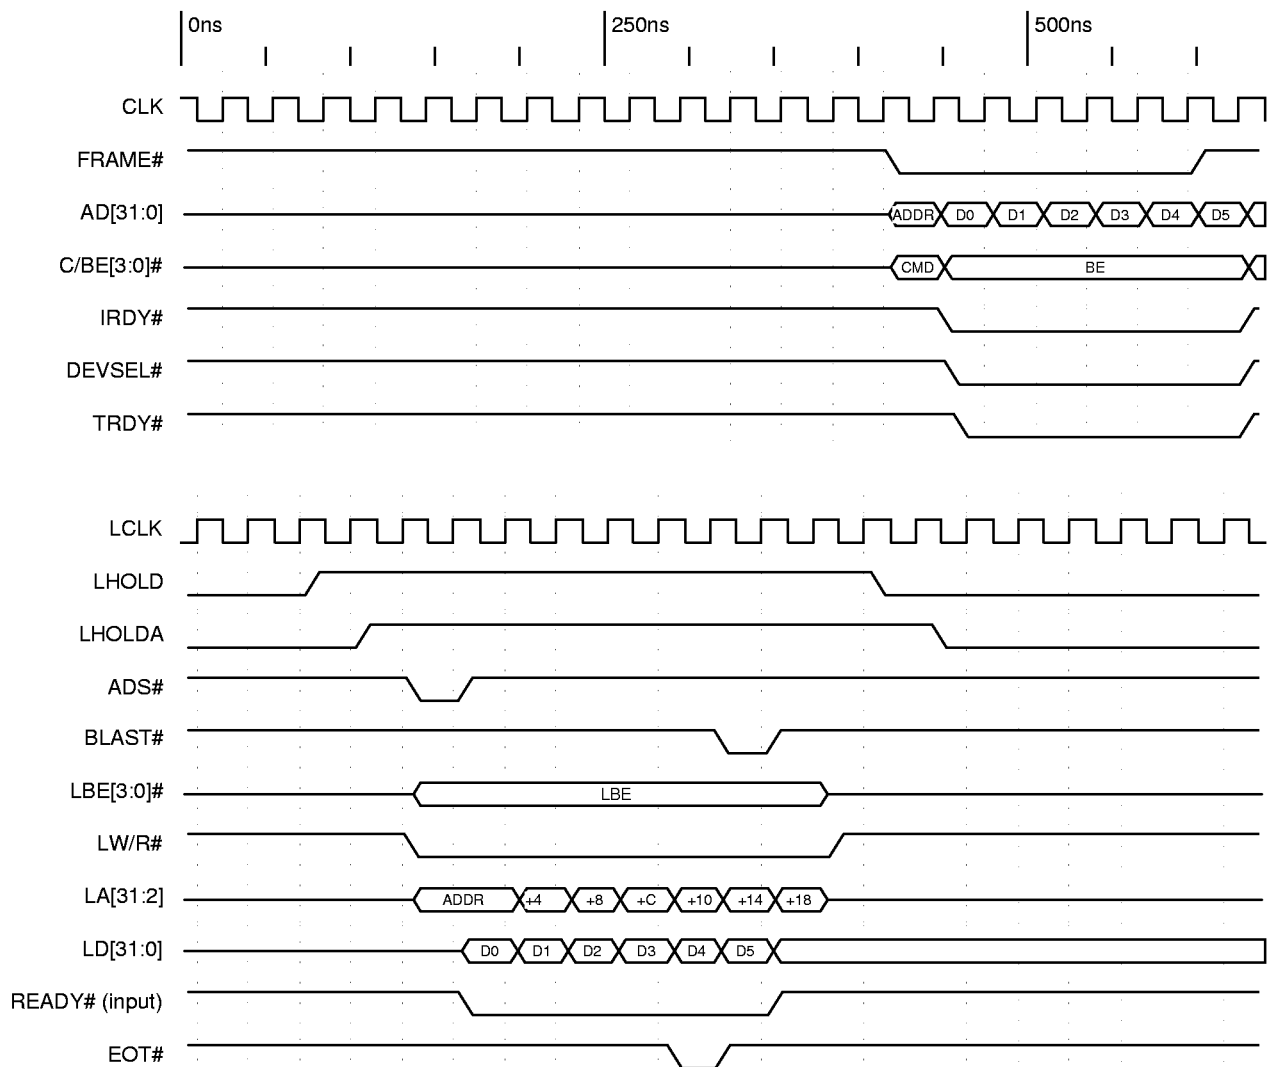 0ns 250ns 500ns
CLK
FRAME#
AD[31:0] ADDR D0 D1 D2 D3 D4 D5
C/BE[3:0]# CMD BE
IRDY#
DEVSEL#
TRDY#
LCLK
LHOLD
LHOLDA
ADS#
BLAST#
LBE[3:0]# LBE
LW/R#
LA[31:2] ADDR +4 +8 +C +10 +14 +18
LD[31:0] D0 D1 D2 D3 D4 D5
READY# (input)
EOT#